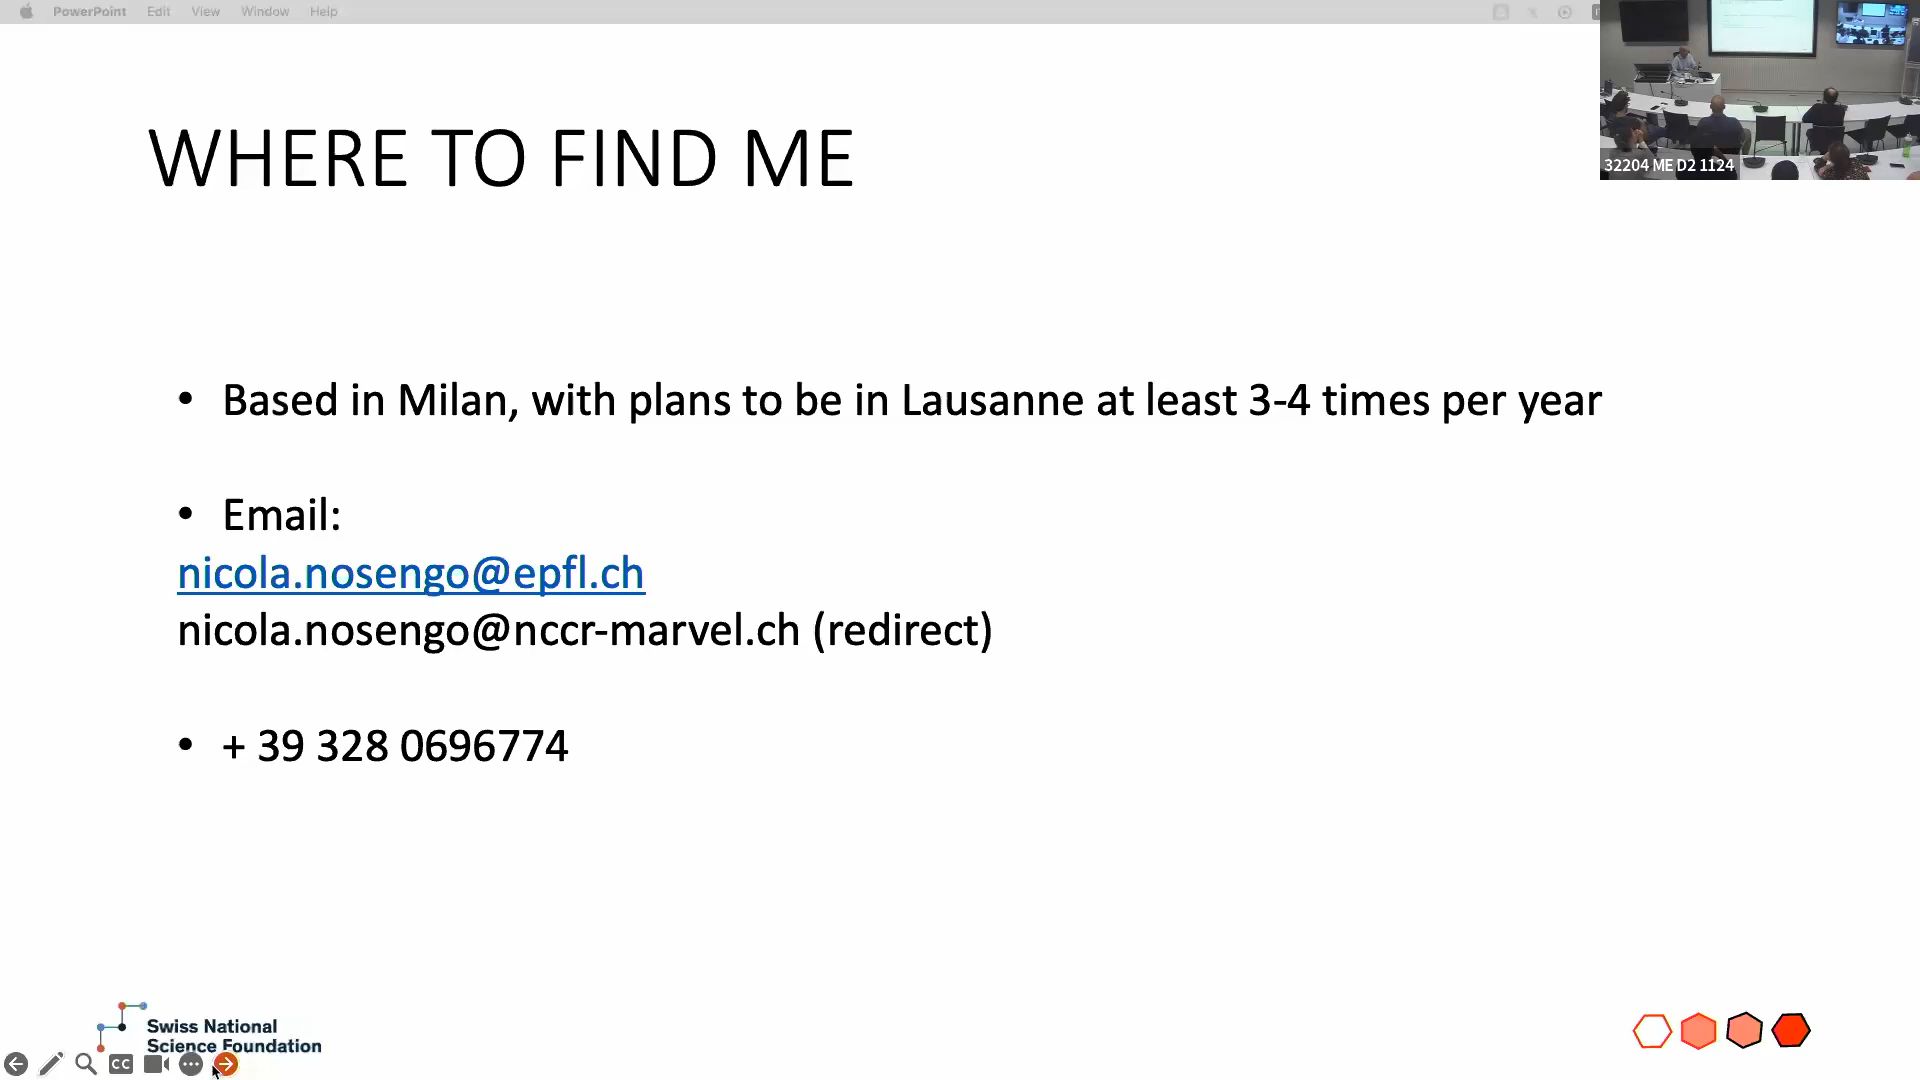 PowerPoint Edit View Window Help
32204 ME D2 1124
WHERE TO FIND ME
• Based in Milan, with plans to be in Lausanne at least 3-4 times per year
• Email:
nicola.nosengo@epfl.ch
nicola.nosengo@nccr-marvel.ch (redirect)
• + 39 328 0696774
Swiss National
Science Foundation
CC